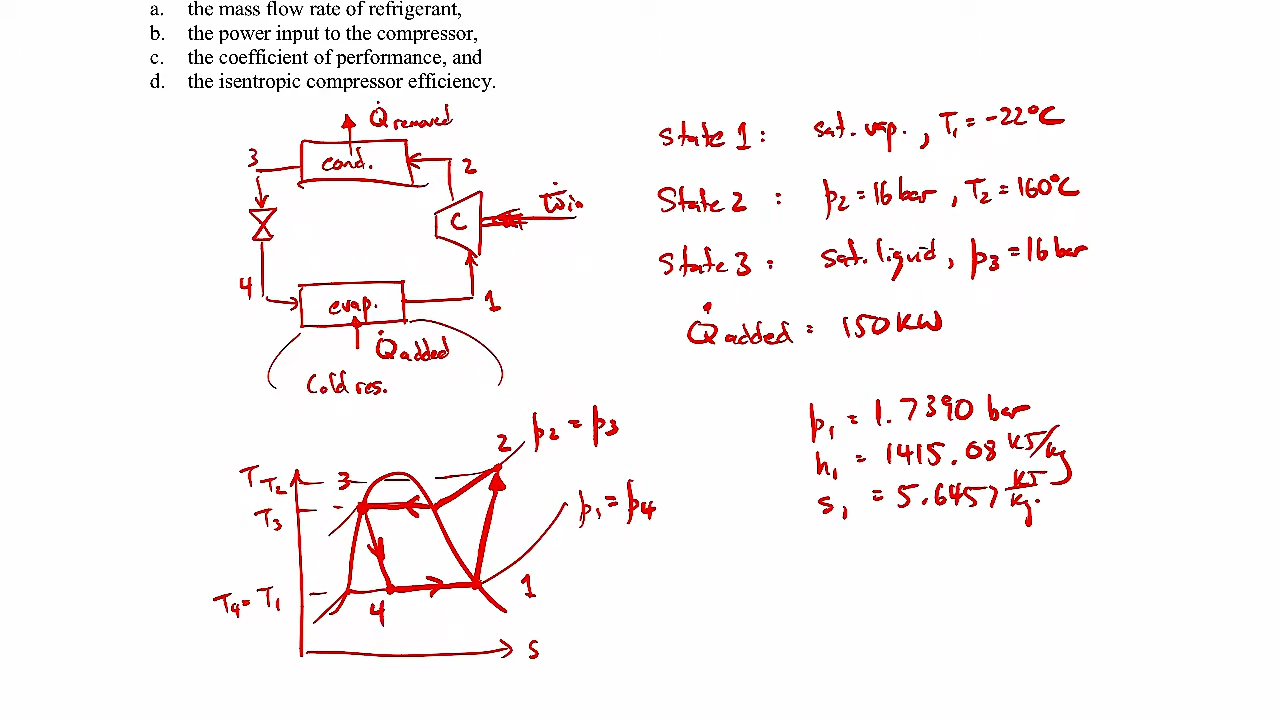 a. the mass flow rate of refrigerant,
b. the power input to the compressor,
c. the coefficient of performance, and
d. the isentropic compressor efficiency.
Q̇ removed
3 cond. 2
C Ẇin
4 evap. 1
Q̇ added
Cold res.
State 1: sat. vap., T₁ = -22°C
State 2: p₂ = 16 bar, T₂ = 160°C
State 3: sat. liquid, p₃ = 16 bar
Q̇ added = 150 kW
p₁ = 1.7390 bar
h₁ = 1415.08 kJ/kg
s₁ = 5.6457 kJ/kg.
2 p₂ = p₃
T T₂ 3
T₃
p₁ = p₄
T₄ = T₁ 4 1
S